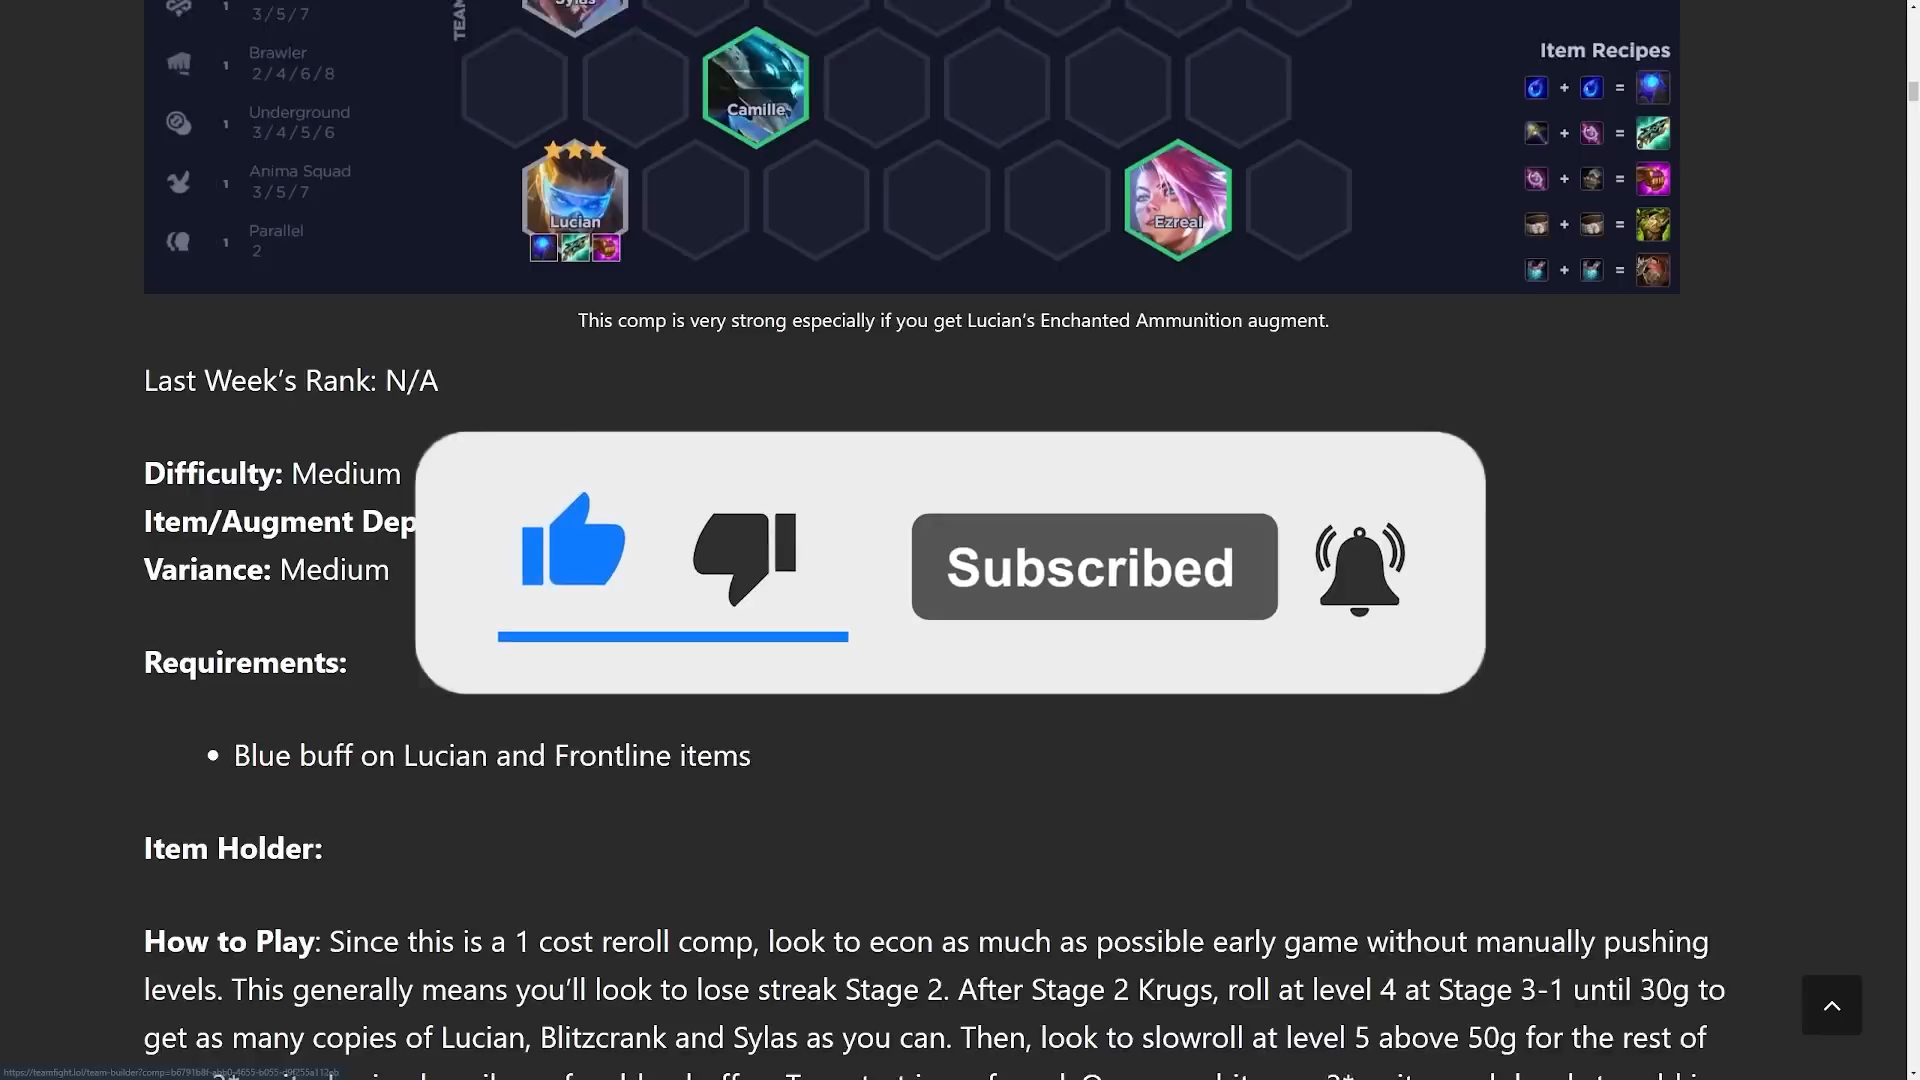 Sylas
3 / 5 / 7
TEAM
1
Brawler
2 / 4 / 6 / 8
1
Underground
3 / 4 / 5 / 6
1
Anima Squad
3 / 5 / 7
1
Parallel
2
Camille
Lucian
Ezreal
Item Recipes
+ =
+ =
+ =
+ =
+ =
This comp is very strong especially if you get Lucian’s Enchanted Ammunition augment.
Last Week’s Rank: N/A
Difficulty: Medium
Item/Augment Dep
Variance: Medium
Subscribed
Requirements:
• Blue buff on Lucian and Frontline items
Item Holder:
How to Play: Since this is a 1 cost reroll comp, look to econ as much as possible early game without manually pushing
levels. This generally means you’ll look to lose streak Stage 2. After Stage 2 Krugs, roll at level 4 at Stage 3-1 until 30g to
get as many copies of Lucian, Blitzcrank and Sylas as you can. Then, look to slowroll at level 5 above 50g for the rest of